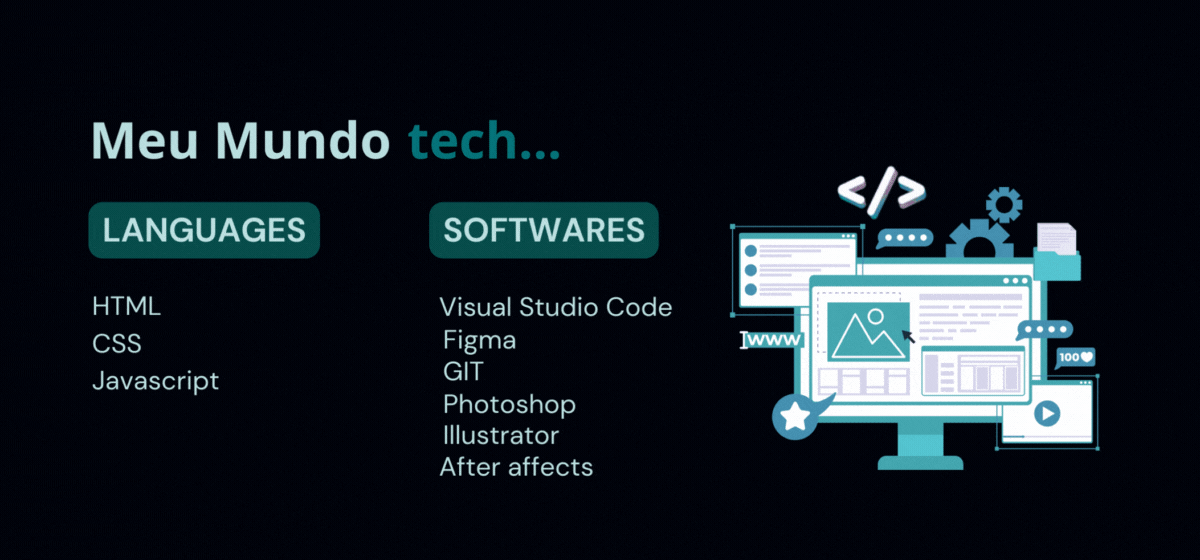 Meu Mundo tech...
LANGUAGES
HTML
CSS
Javascript
SOFTWARES
Visual Studio Code
Figma
GIT
Photoshop
Illustrator
After affects
</>
WWW
100